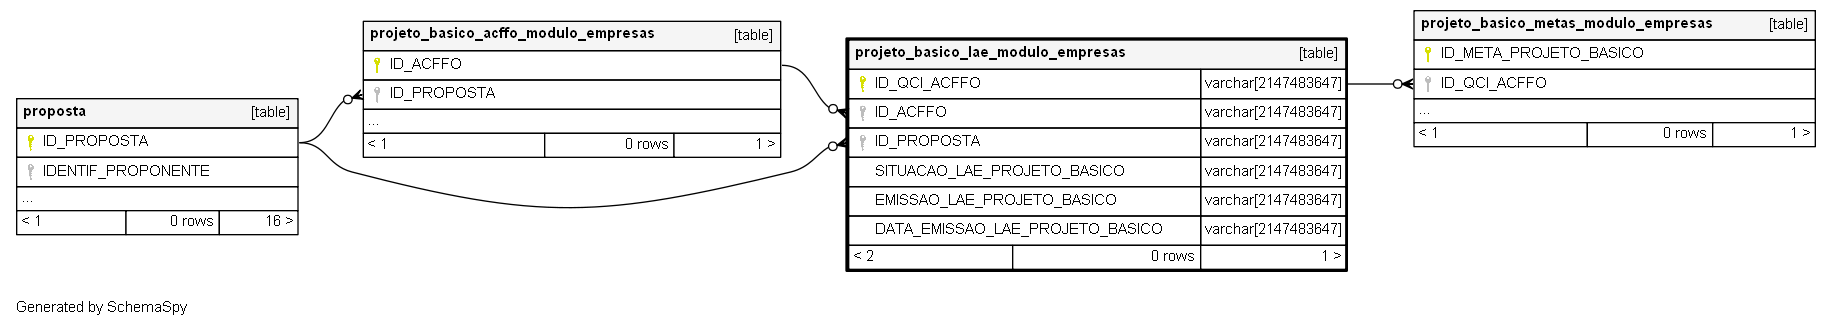 proposta [table]
ID_PROPOSTA
IDENTIF_PROPONENTE
...
< 1 0 rows 16 >
projeto_basico_acffo_modulo_empresas [table]
ID_ACFFO
ID_PROPOSTA
...
< 1 0 rows 1 >
projeto_basico_lae_modulo_empresas [table]
ID_QCI_ACFFO varchar[2147483647]
ID_ACFFO varchar[2147483647]
ID_PROPOSTA varchar[2147483647]
SITUACAO_LAE_PROJETO_BASICO varchar[2147483647]
EMISSAO_LAE_PROJETO_BASICO varchar[2147483647]
DATA_EMISSAO_LAE_PROJETO_BASICO varchar[2147483647]
< 2 0 rows 1 >
projeto_basico_metas_modulo_empresas [table]
ID_META_PROJETO_BASICO
ID_QCI_ACFFO
...
< 1 0 rows 1 >
Generated by SchemaSpy